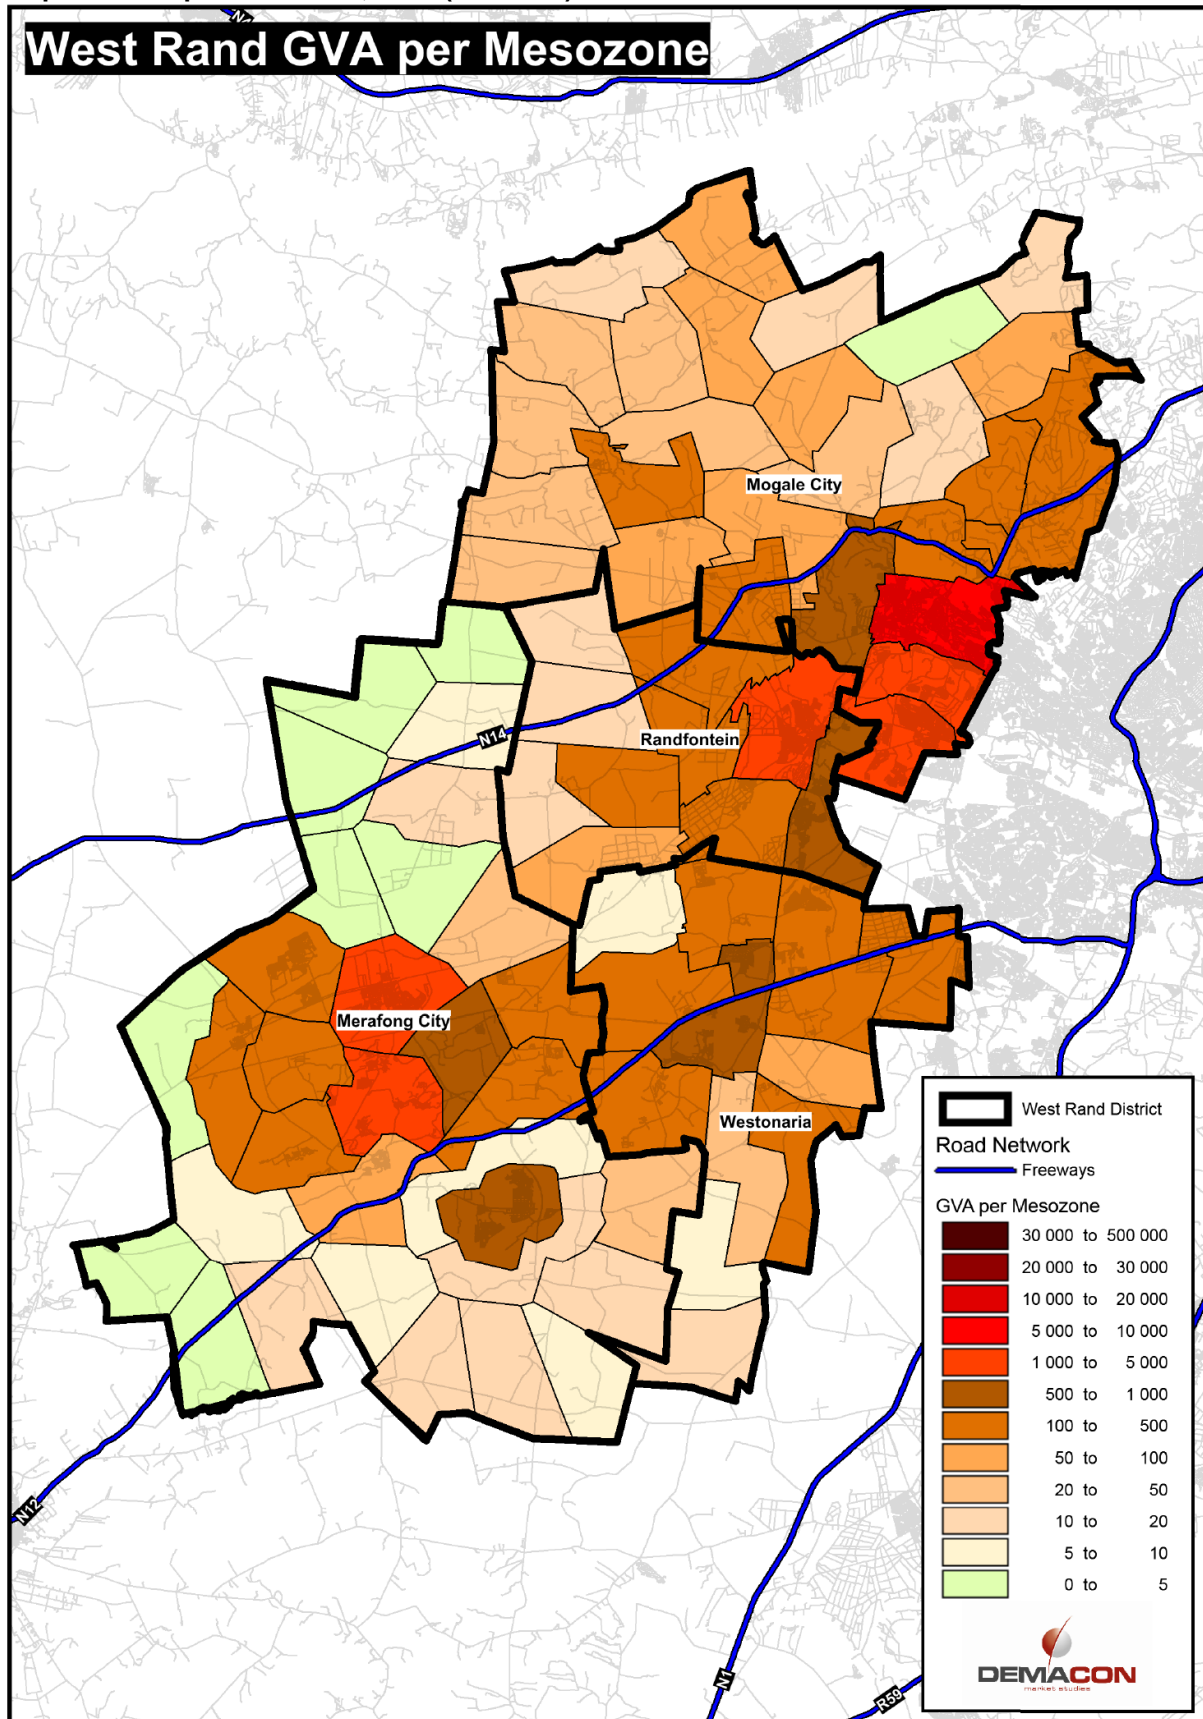 West Rand GVA per Mesozone
Mogale City
N14
Randfontein
Merafong City
Westonaria
N12
N1
R59
West Rand District
Road Network
Freeways
GVA per Mesozone
30 000 to 500 000
20 000 to 30 000
10 000 to 20 000
5 000 to 10 000
1 000 to 5 000
500 to 1 000
100 to 500
50 to 100
20 to 50
10 to 20
5 to 10
0 to 5
DEMACON
market studies